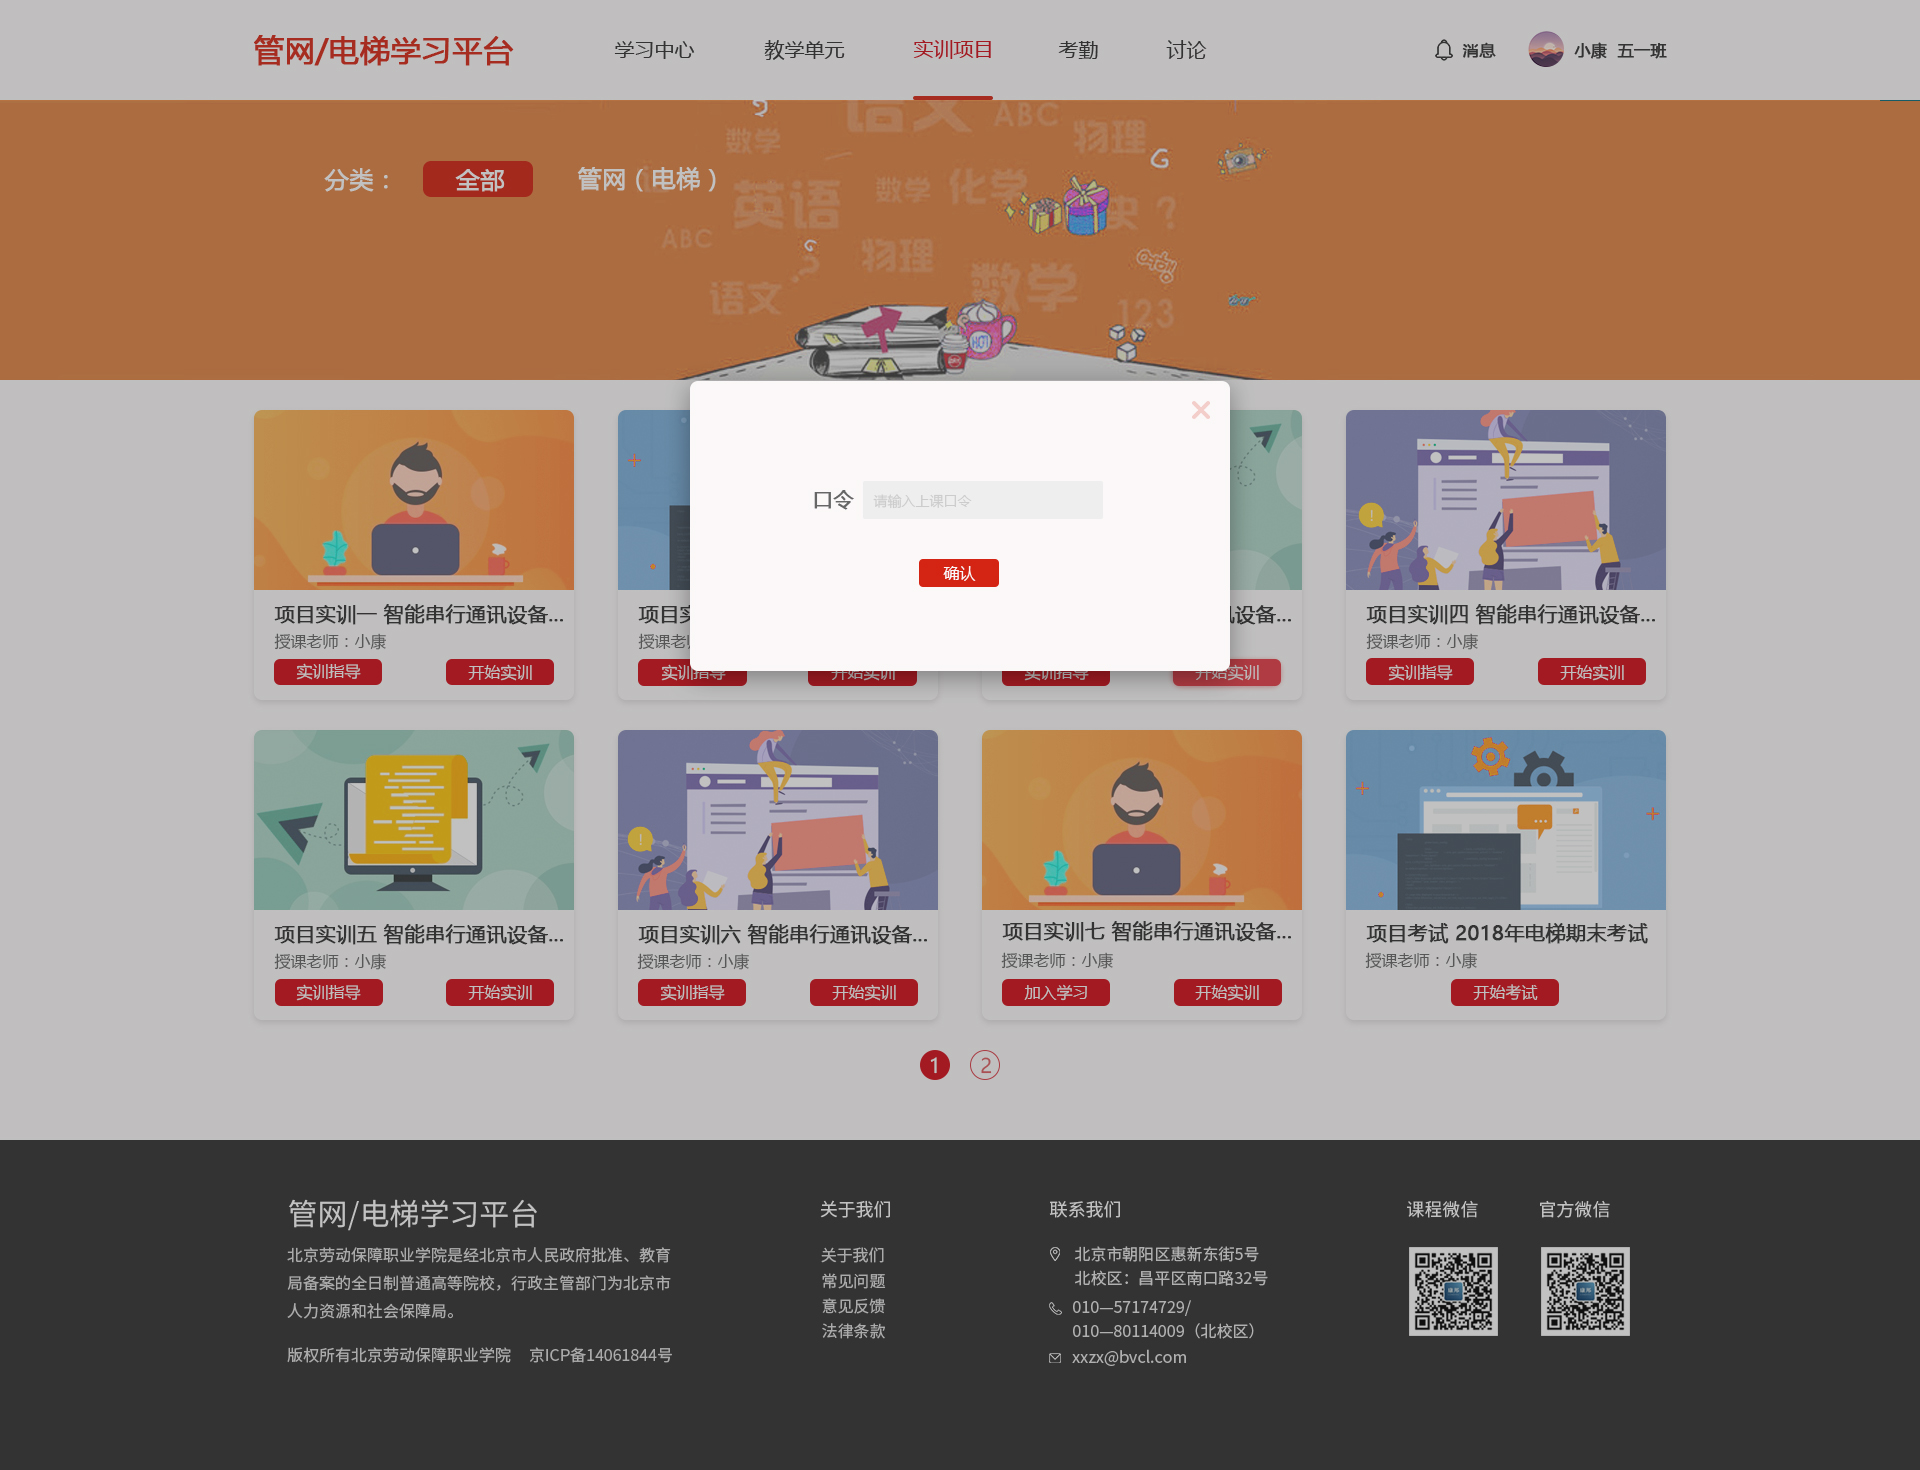 管网/电梯学习平台
学习中心
教学单元
实训项目
考勤
讨论
消息
小康 五一班
语文
ABC
数学
物理
分类：
全部
管网（电梯）
英语
数学
化学
史？
ABC
物理
语文
数学
123
HOT
口令
请输入上课口令
确认
项目实训一 智能串行通讯设备...
授课老师：小康
实训指导
开始实训
项目实
授课老师
实训指导
开始实训
讯设备...
实训指导
开始实训
项目实训四 智能串行通讯设备...
授课老师：小康
实训指导
开始实训
项目实训五 智能串行通讯设备...
授课老师：小康
实训指导
开始实训
项目实训六 智能串行通讯设备...
授课老师：小康
实训指导
开始实训
项目实训七 智能串行通讯设备...
授课老师：小康
加入学习
开始实训
项目考试 2018年电梯期末考试
授课老师：小康
开始考试
1
2
管网/电梯学习平台
北京劳动保障职业学院是经北京市人民政府批准、教育
局备案的全日制普通高等院校，行政主管部门为北京市
人力资源和社会保障局。
版权所有北京劳动保障职业学院 京ICP备14061844号
关于我们
关于我们
常见问题
意见反馈
法律条款
联系我们
北京市朝阳区惠新东街5号
北校区：昌平区南口路32号
010—57174729/
010—80114009（北校区）
xxzx@bvcl.com
课程微信
官方微信